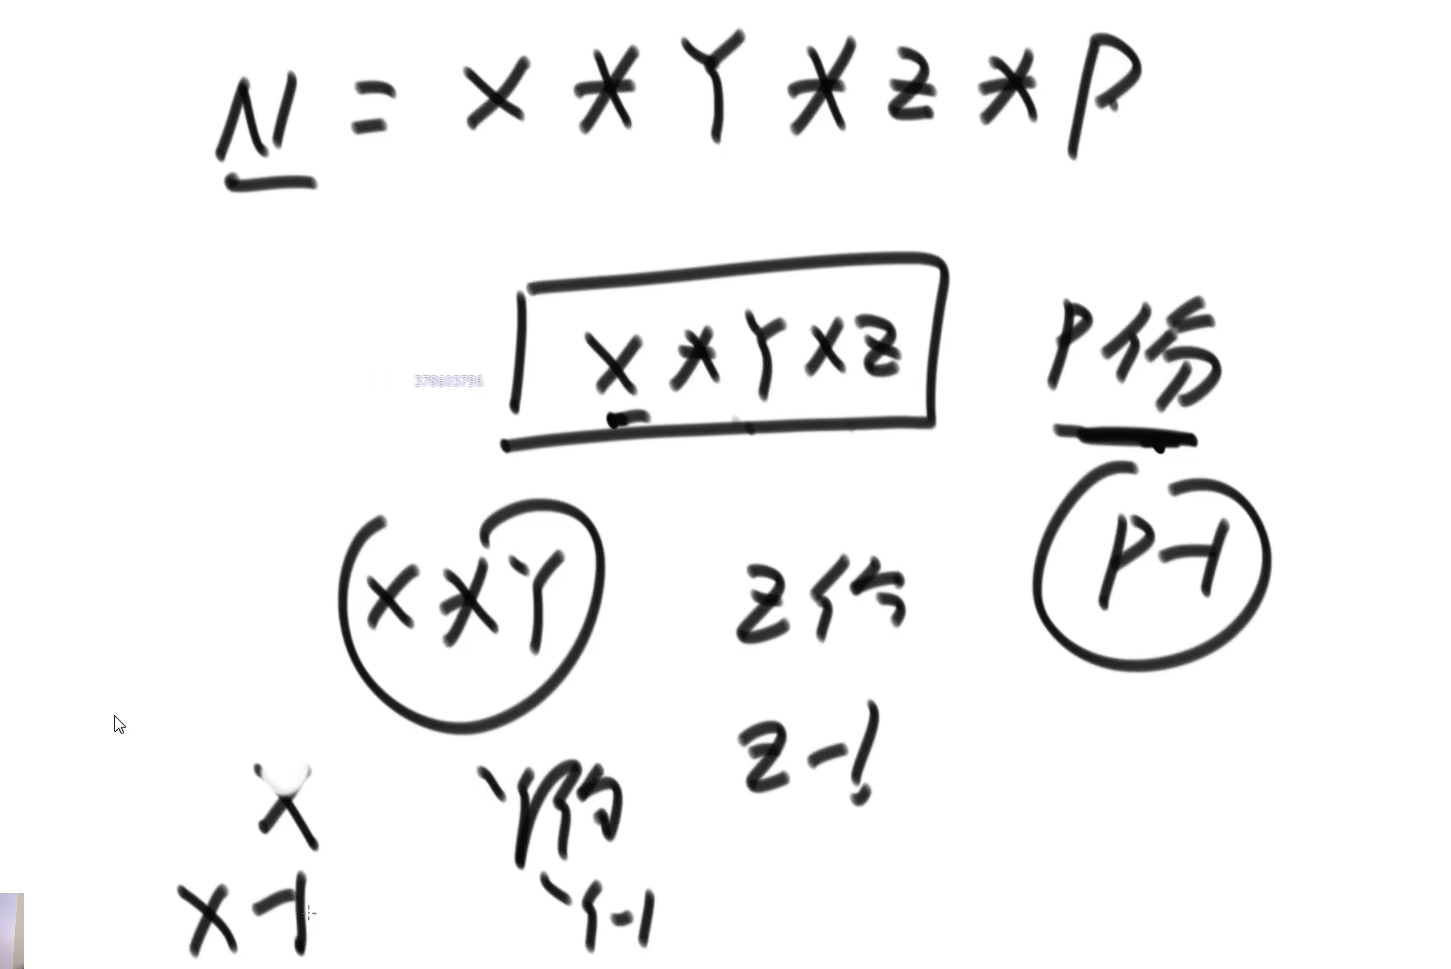 N = X * Y * Z * P
X * Y * Z P份
378603796
P-1
X * Y Z份
Z-1
X Y份
X-1 Y-1